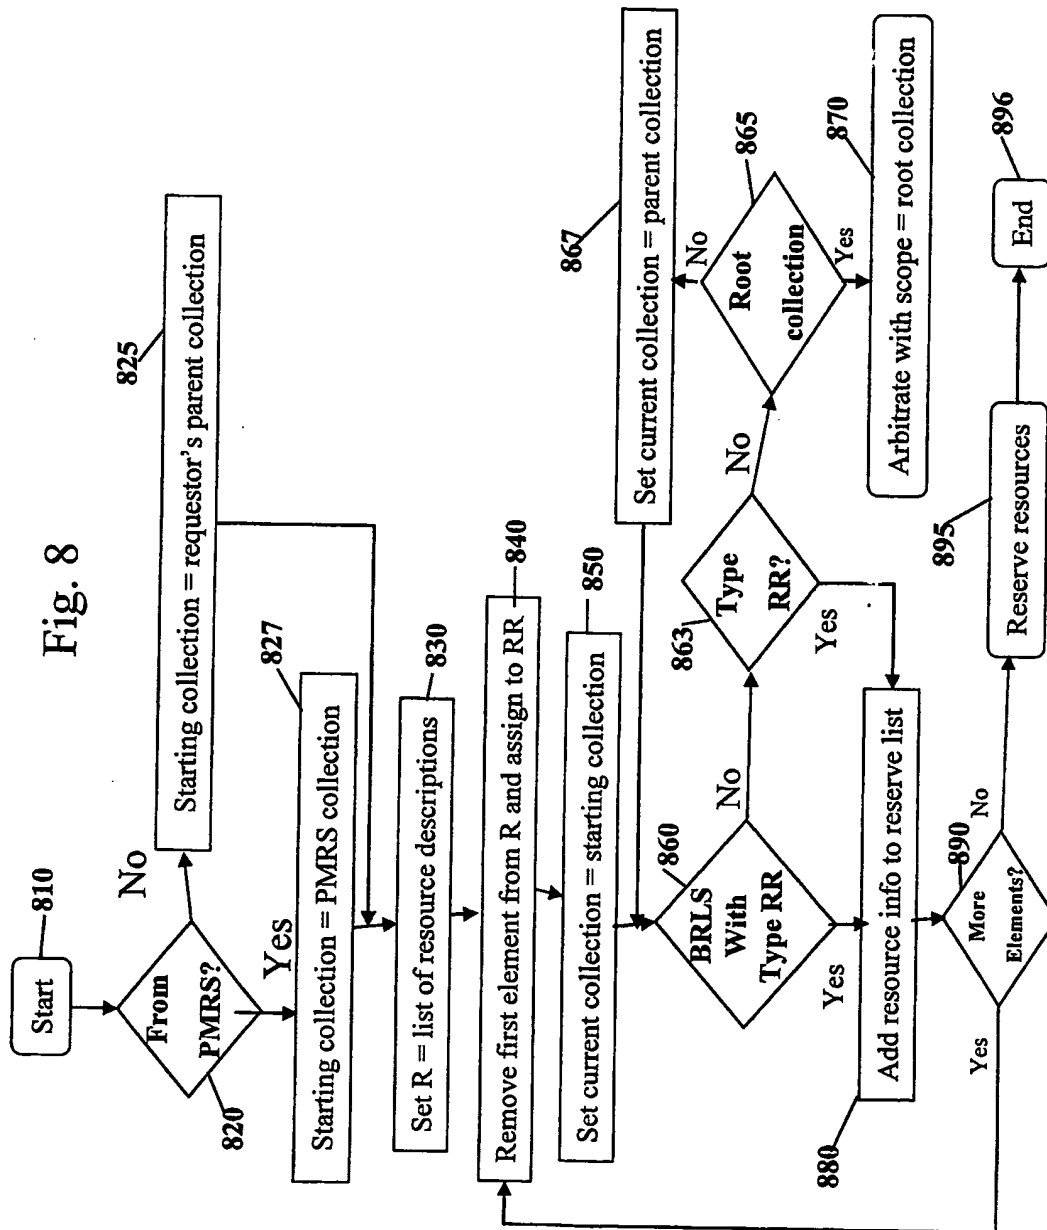 Fig. 8
810
Start
From
PMRS?
820
No
Yes
825
Starting collection = requestor's parent collection
827
Starting collection = PMRS collection
830
Set R = list of resource descriptions
840
Remove first element from R and assign to RR
850
Set current collection = starting collection
860
BRLS
With
Type RR
No
Yes
863
Type
RR?
No
Yes
865
Root
collection
No
Yes
867
Set current collection = parent collection
870
Arbitrate with scope = root collection
880
Add resource info to reserve list
890
More
Elements?
Yes
No
895
Reserve resources
896
End